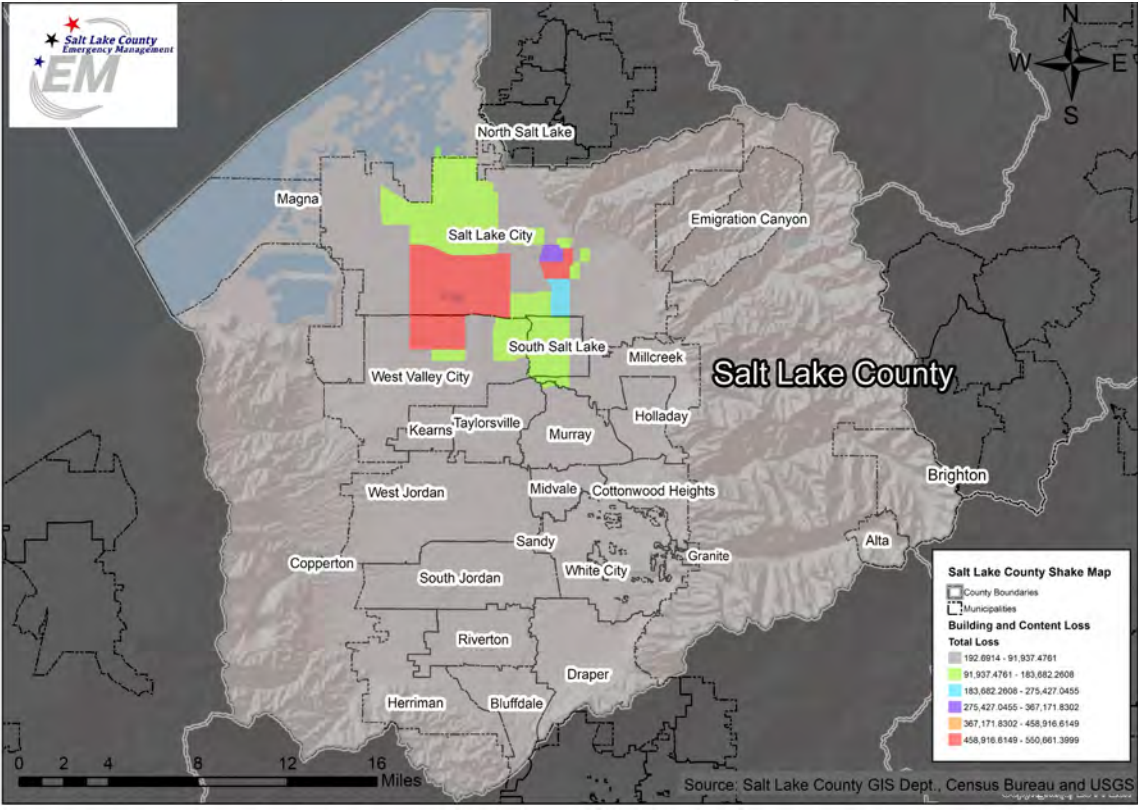 Salt Lake County
Emergency Management
EM
N
W E
S
North Salt Lake
Magna
Emigration Canyon
Salt Lake City
South Salt Lake
Millcreek
Salt Lake County
West Valley City
Holladay
Kearns
Taylorsville
Murray
Brighton
West Jordan
Midvale
Cottonwood Heights
Sandy
Alta
Copperton
Granite
White City
South Jordan
Riverton
Draper
Herriman
Bluffdale
Salt Lake County Shake Map
County Boundaries
Municipalities
Building and Content Loss
Total Loss
192.6914 - 91,937.4761
91,937.4761 - 183,682.2608
183,682.2608 - 275,427.0455
275,427.0455 - 367,171.8302
367,171.8302 - 458,916.6149
458,916.6149 - 550,661.3999
0 2 4 8 12 16
Miles
Source: Salt Lake County GIS Dept., Census Bureau and USGS